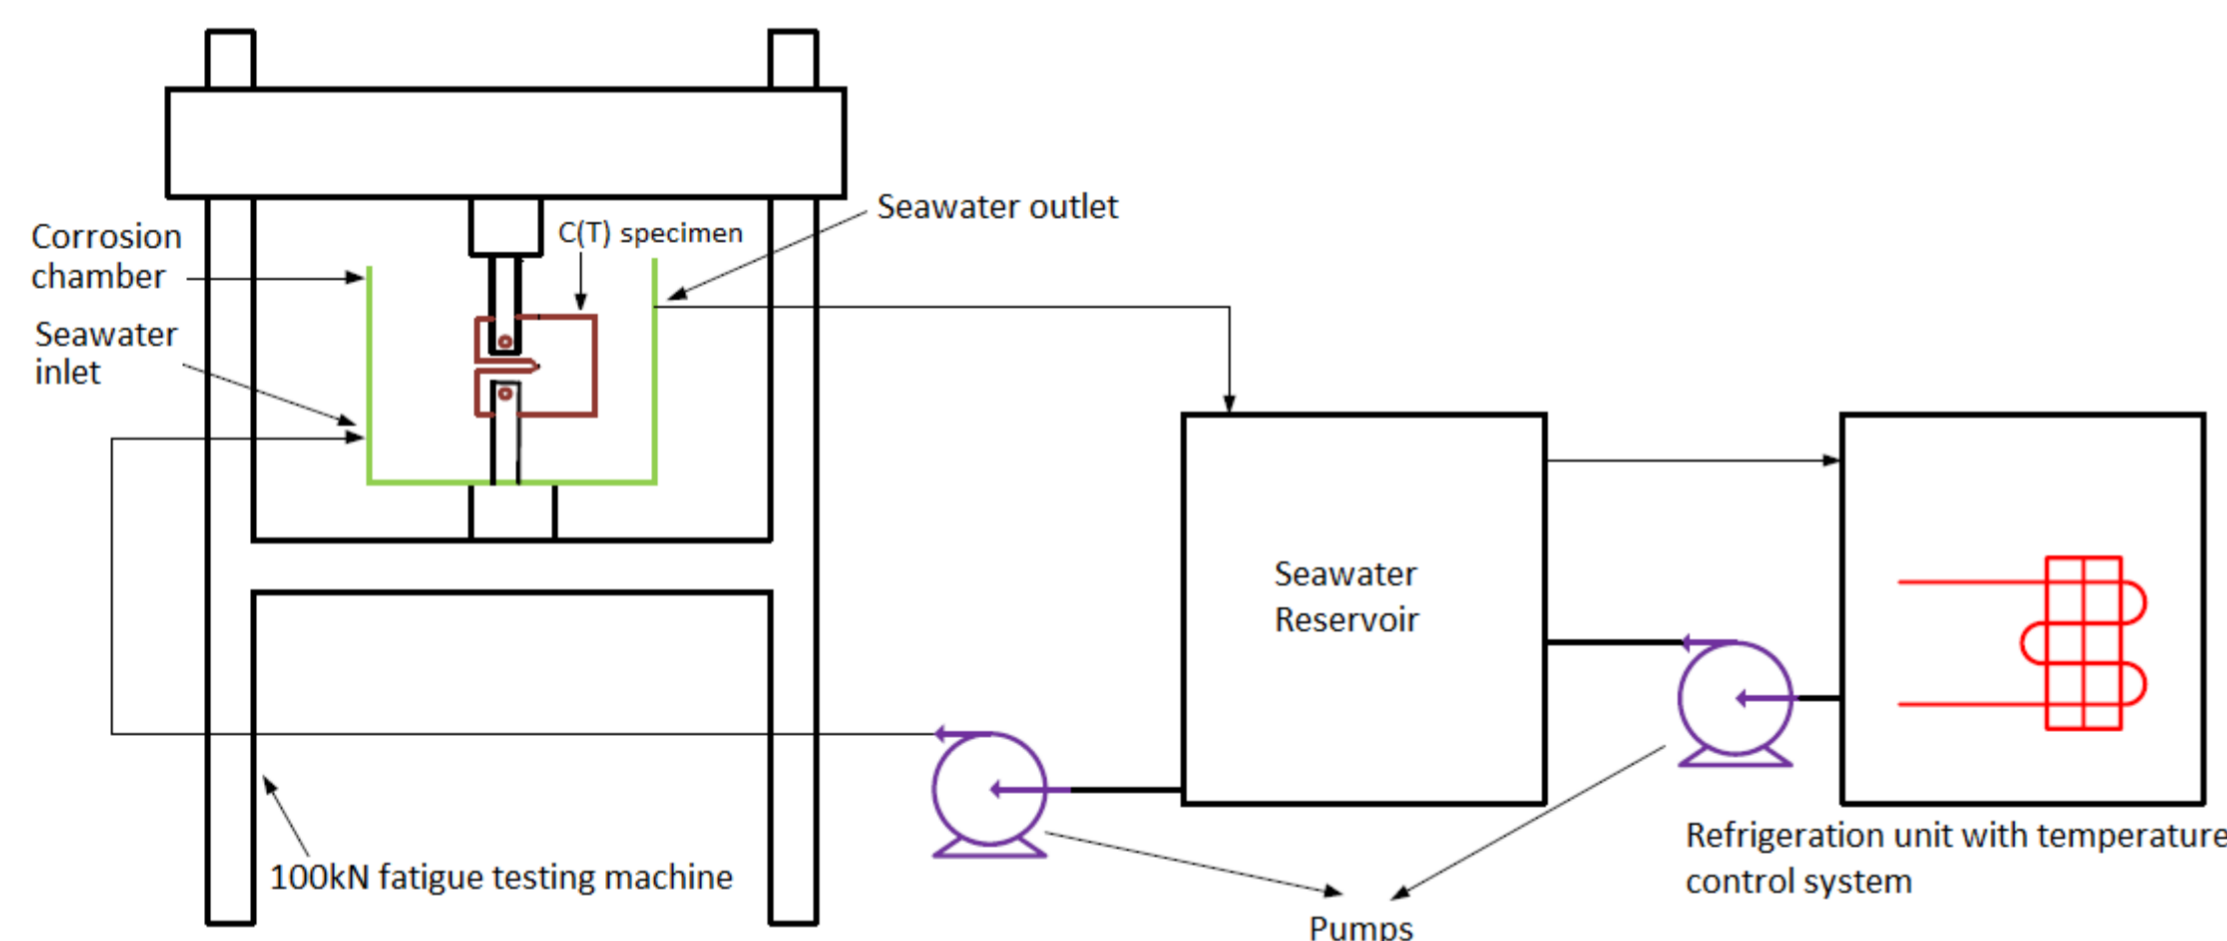 Corrosion
chamber
Seawater
inlet
C(T) specimen
Seawater outlet
Seawater
Reservoir
100kN fatigue testing machine
Pumps
Refrigeration unit with temperature
control system